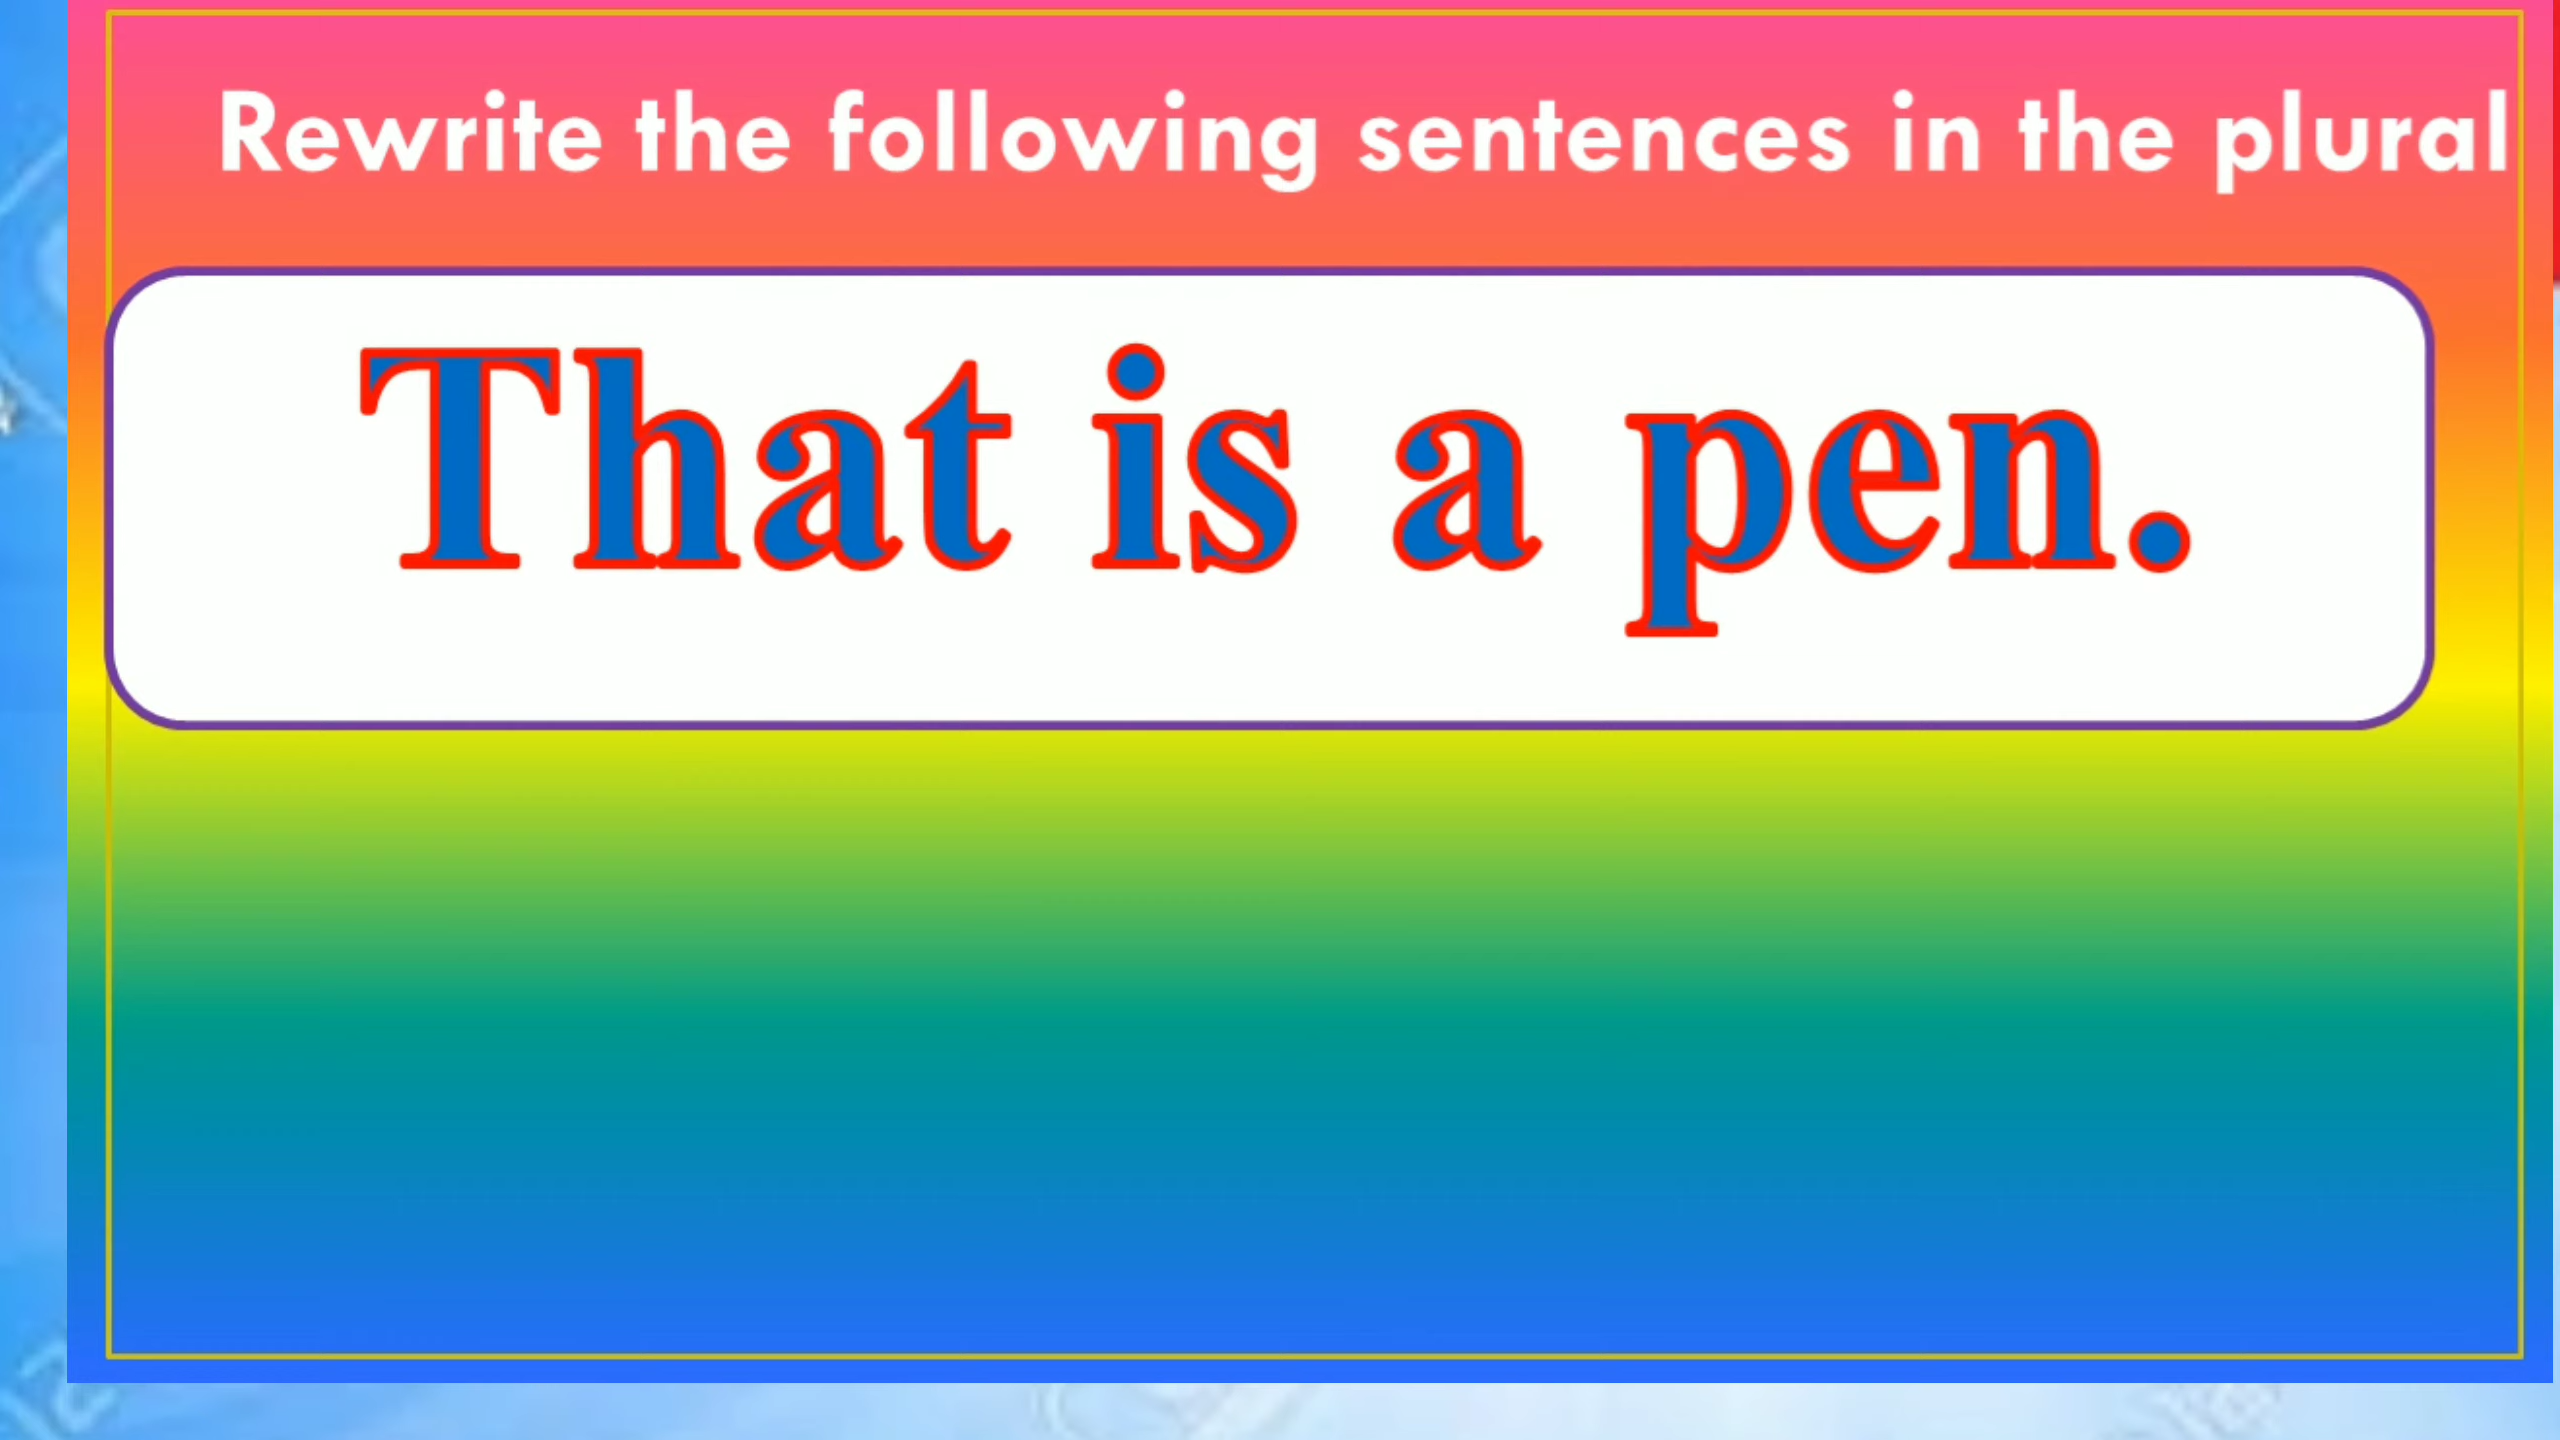 Rewrite the following sentences in the plural
That is a pen.